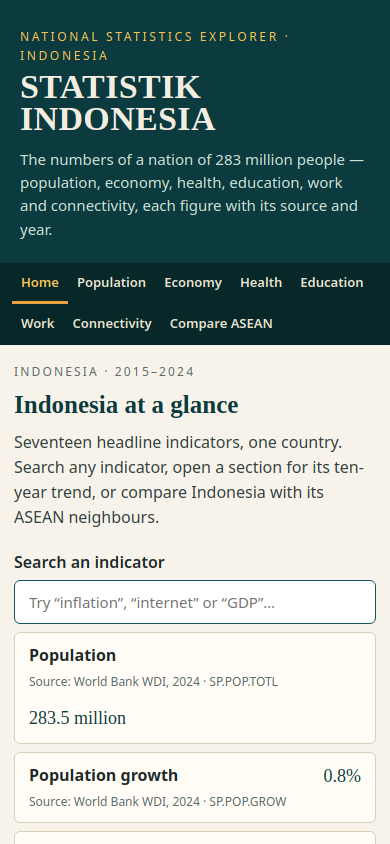 NATIONAL STATISTICS EXPLORER ·
INDONESIA
STATISTIK
INDONESIA
The numbers of a nation of 283 million people —
population, economy, health, education, work
and connectivity, each figure with its source and
year.
Home Population Economy Health Education
Work Connectivity Compare ASEAN
INDONESIA · 2015–2024
Indonesia at a glance
Seventeen headline indicators, one country.
Search any indicator, open a section for its ten-
year trend, or compare Indonesia with its
ASEAN neighbours.
Search an indicator
Try “inflation”, “internet” or “GDP”...
Population
Source: World Bank WDI, 2024 · SP.POP.TOTL
283.5 million
Population growth 0.8%
Source: World Bank WDI, 2024 · SP.POP.GROW